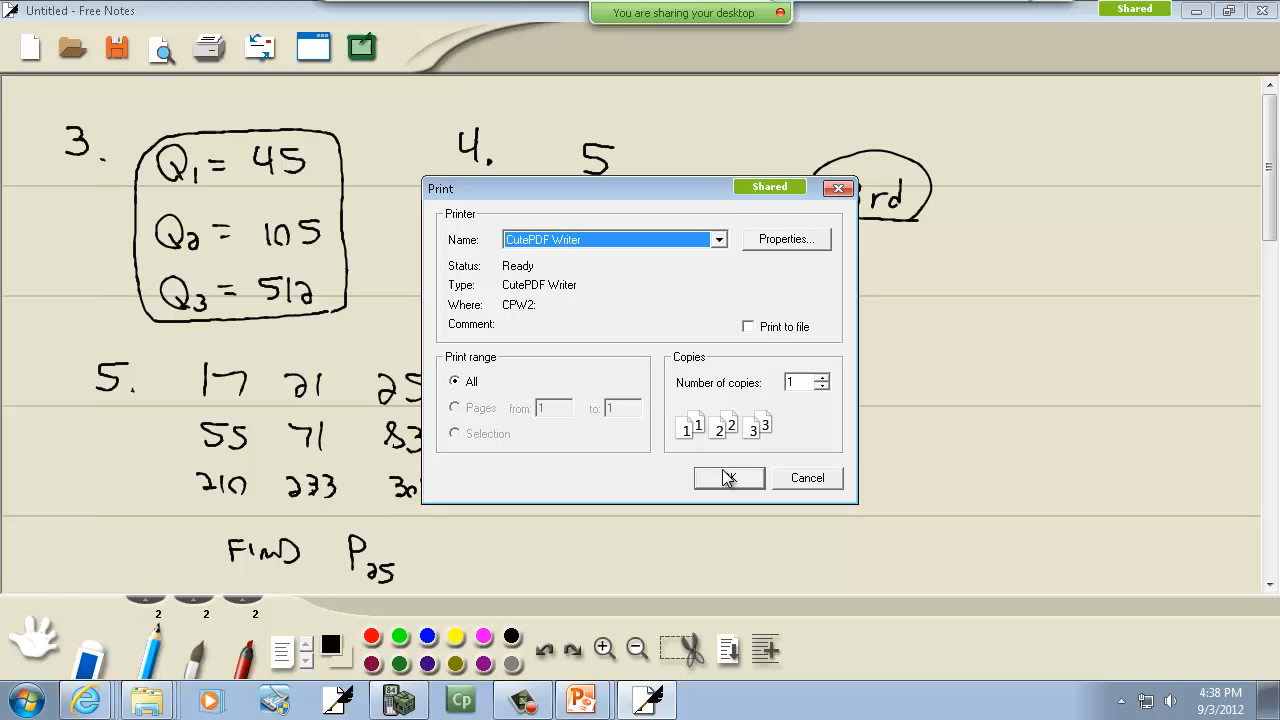 Untitled - Free Notes
You are sharing your desktop
Shared
3. Q1 = 45
Q2 = 105
Q3 = 512
4. 5
rd
Print
Shared
Printer
Name: CutePDF Writer
Properties...
Status: Ready
Type: CutePDF Writer
Where: CPW2:
Comment:
Print to file
Print range
All
Pages from: 1 to: 1
Selection
Copies
Number of copies: 1
1 1 2 2 3 3
Cancel
5. 17 21 25
55 71 83
210 233 30
FIND P25
2 2 2
Cp
4:38 PM
9/3/2012